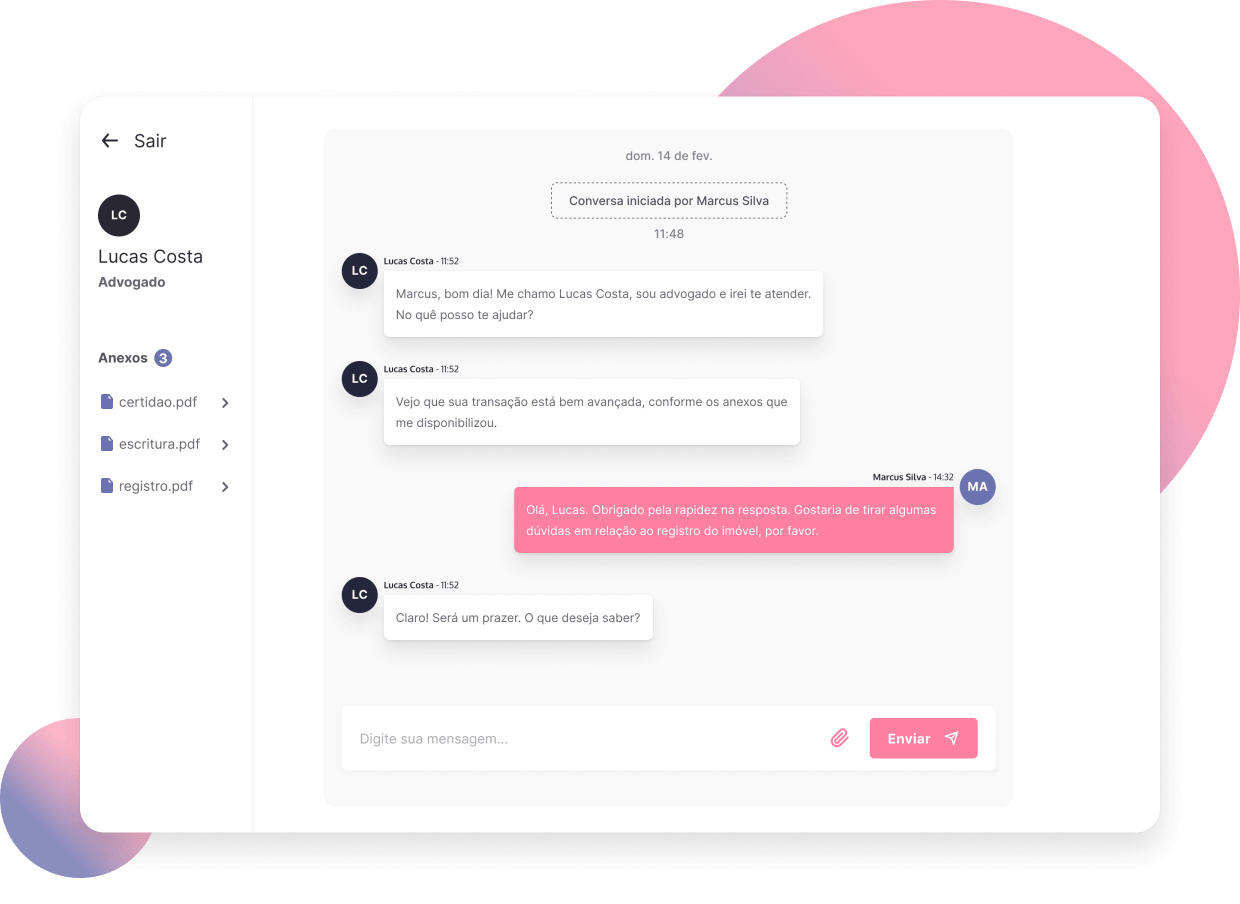 Sair
LC
Lucas Costa
Advogado
Anexos 3
certidao.pdf
escritura.pdf
registro.pdf
dom. 14 de fev.
Conversa iniciada por Marcus Silva
11:48
LC
Lucas Costa - 11:52
Marcus, bom dia! Me chamo Lucas Costa, sou advogado e irei te atender.
No quê posso te ajudar?
LC
Lucas Costa - 11:52
Vejo que sua transação está bem avançada, conforme os anexos que
me disponibilizou.
Marcus Silva - 14:32
MA
Olá, Lucas. Obrigado pela rapidez na resposta. Gostaria de tirar algumas
dúvidas em relação ao registro do imóvel, por favor.
LC
Lucas Costa - 11:52
Claro! Será um prazer. O que deseja saber?
Digite sua mensagem...
Enviar